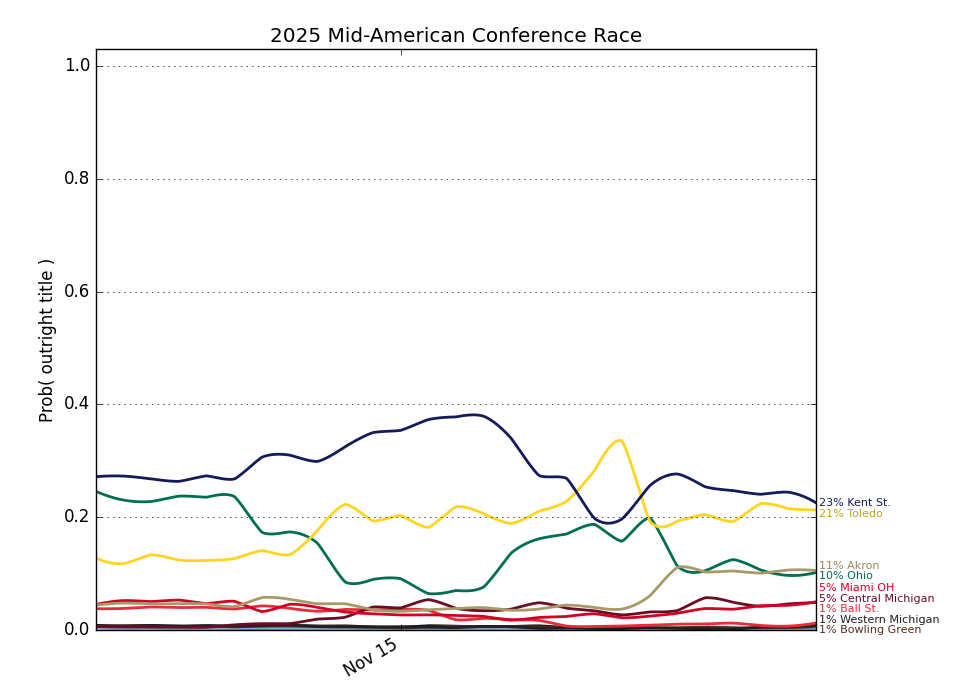 2025 Mid-American Conference Race
1.0
0.8
0.6
0.4
0.2
0.0
Prob( outright title )
Nov 15
23% Kent St.
21% Toledo
11% Akron
10% Ohio
5% Miami OH
5% Central Michigan
1% Ball St.
1% Western Michigan
1% Bowling Green